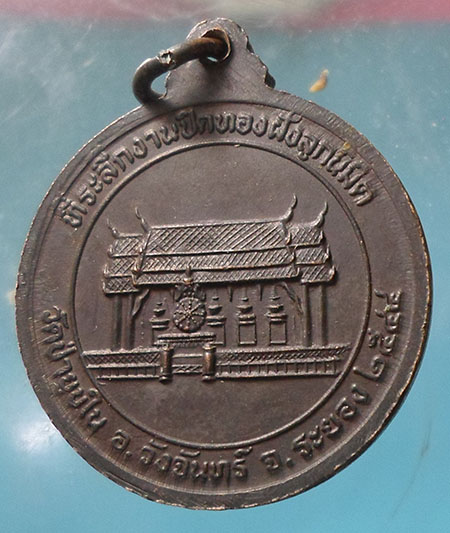 ที่ระลึกงานปิดทองฝังลูกนิมิต
วัดป่ายุบใน อ.วังจันทร์ จ.ระยอง ๒๕๔๔